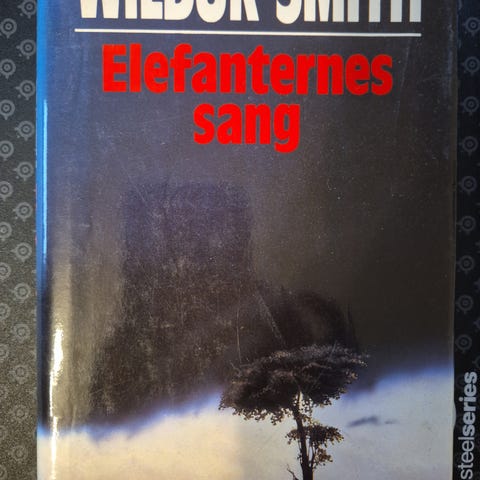 WILBUR SMITH
Elefanternes
sang
steelseries